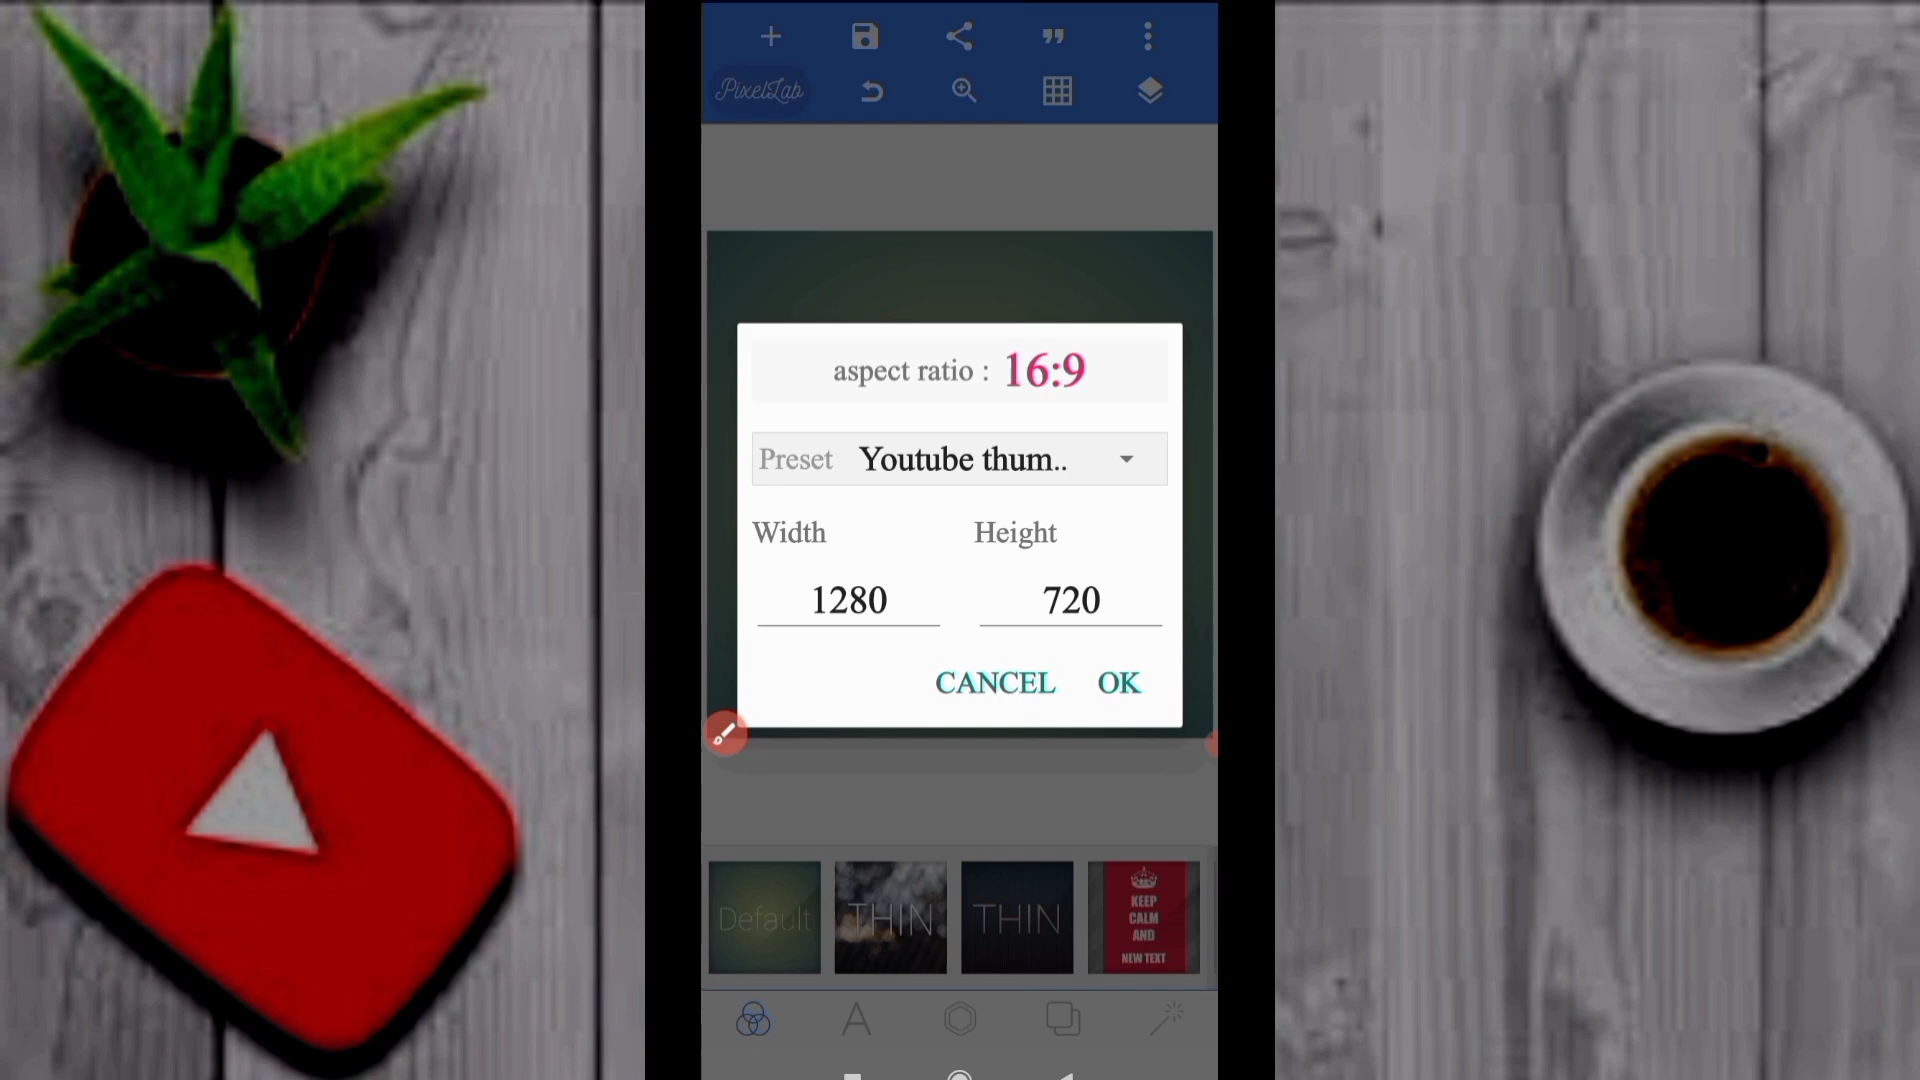 PixelLab
aspect ratio : 16:9
Preset Youtube thum..
Width Height
1280 720
CANCEL OK
Default
THIN
THIN
KEEP
CALM
AND
NEW TEXT